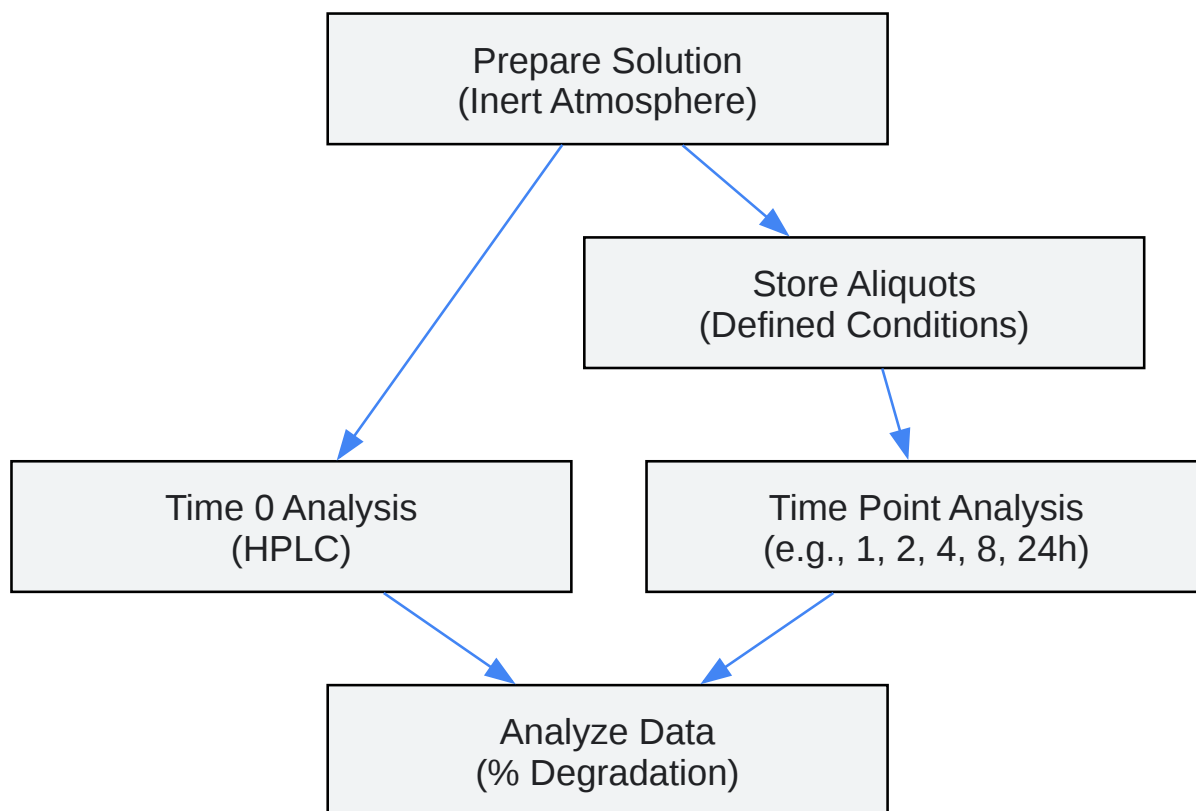 Prepare Solution
(Inert Atmosphere)
Store Aliquots
(Defined Conditions)
Time 0 Analysis
(HPLC)
Time Point Analysis
(e.g., 1, 2, 4, 8, 24h)
Analyze Data
(% Degradation)